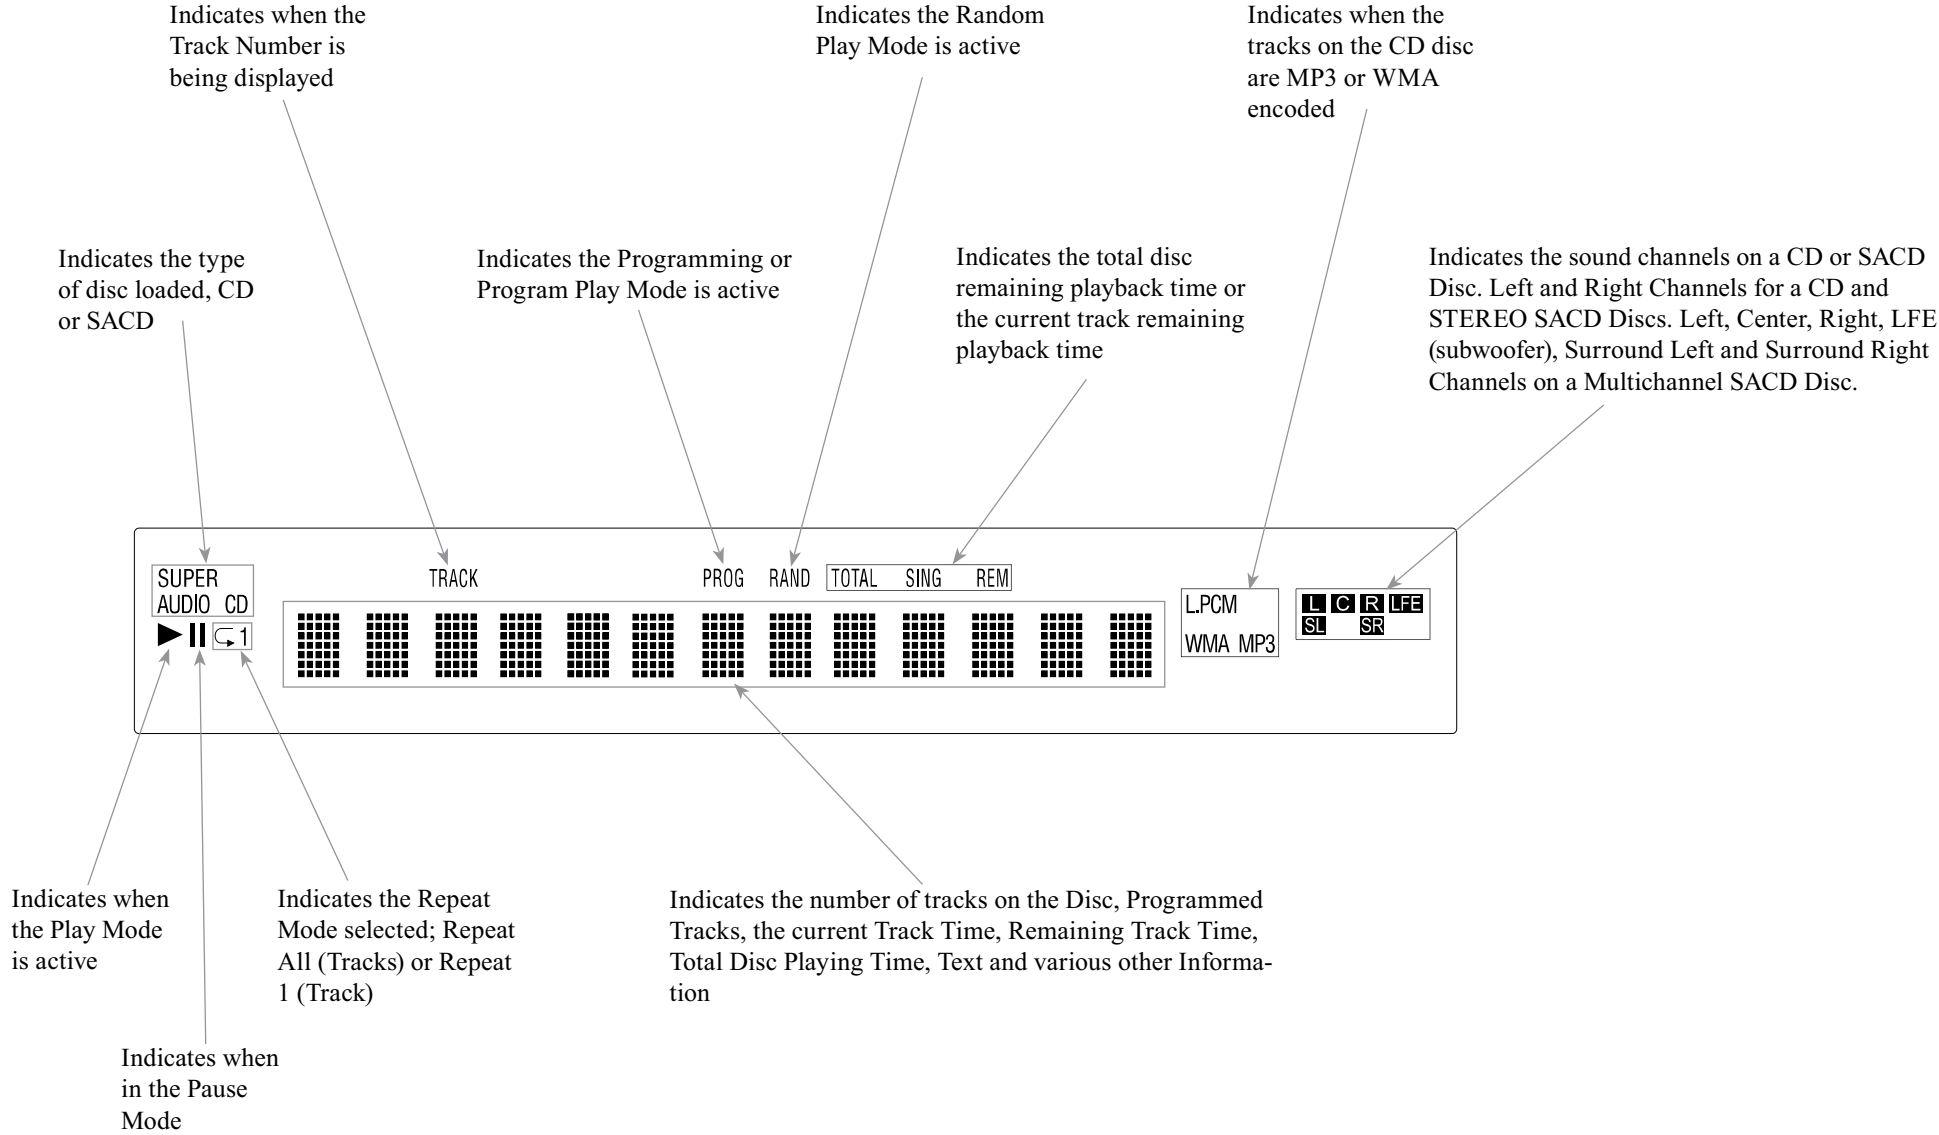 Indicates when the
Track Number is
being displayed
Indicates the Random
Play Mode is active
Indicates when the
tracks on the CD disc
are MP3 or WMA
encoded
Indicates the type
of disc loaded, CD
or SACD
Indicates the Programming or
Program Play Mode is active
Indicates the total disc
remaining playback time or
the current track remaining
playback time
Indicates the sound channels on a CD or SACD
Disc. Left and Right Channels for a CD and
STEREO SACD Discs. Left, Center, Right, LFE
(subwoofer), Surround Left and Surround Right
Channels on a Multichannel SACD Disc.
SUPER
AUDIO CD
1
TRACK
PROG
RAND
TOTAL SING REM
L.PCM
WMA MP3
L C R LFE
SL SR
Indicates when
the Play Mode
is active
Indicates the Repeat
Mode selected; Repeat
All (Tracks) or Repeat
1 (Track)
Indicates the number of tracks on the Disc, Programmed
Tracks, the current Track Time, Remaining Track Time,
Total Disc Playing Time, Text and various other Informa-
tion
Indicates when
in the Pause
Mode